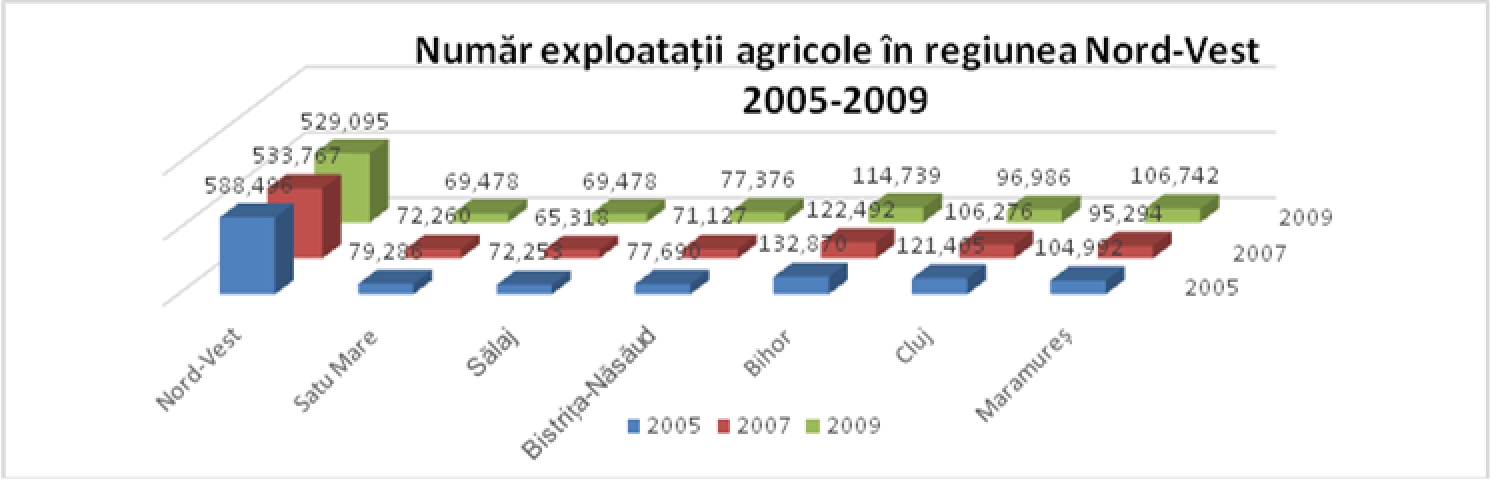 Număr exploatații agricole în regiunea Nord-Vest
2005-2009
529,095
533,767
588,496
69,478
69,478
77,376
114,739
96,986
106,742
72,260
65,318
71,127
122,492
106,276
95,294
79,286
72,253
77,690
132,870
121,405
104,992
2009
2007
2005
Nord-Vest
Satu Mare
Sălaj
Bistrița-Năsăud
Bihor
Cluj
Maramureș
2005 2007 2009